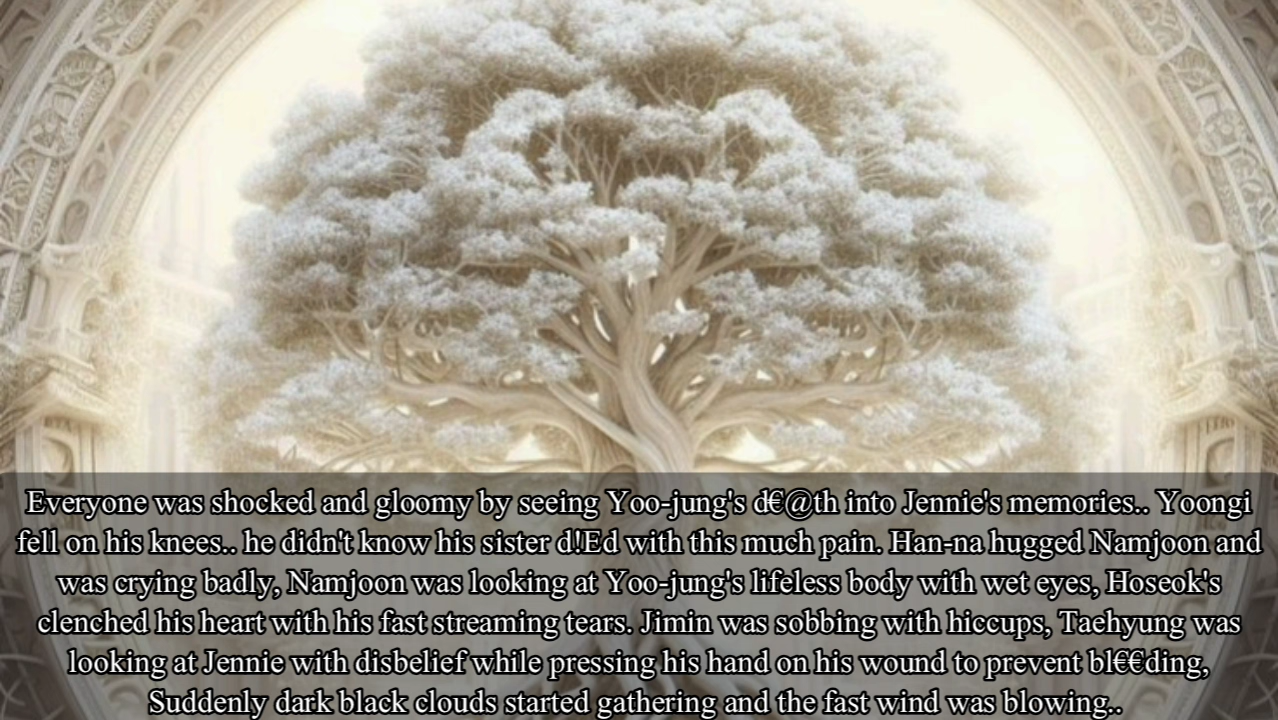 Everyone was shocked and gloomy by seeing Yoo-jung's d€@th into Jennie's memories.. Yoongi
fell on his knees.. he didn't know his sister d!Ed with this much pain. Han-na hugged Namjoon and
was crying badly, Namjoon was looking at Yoo-jung's lifeless body with wet eyes, Hoseok's
clenched his heart with his fast streaming tears. Jimin was sobbing with hiccups, Taehyung was
looking at Jennie with disbelief while pressing his hand on his wound to prevent bl€€ding,
Suddenly dark black clouds started gathering and the fast wind was blowing..